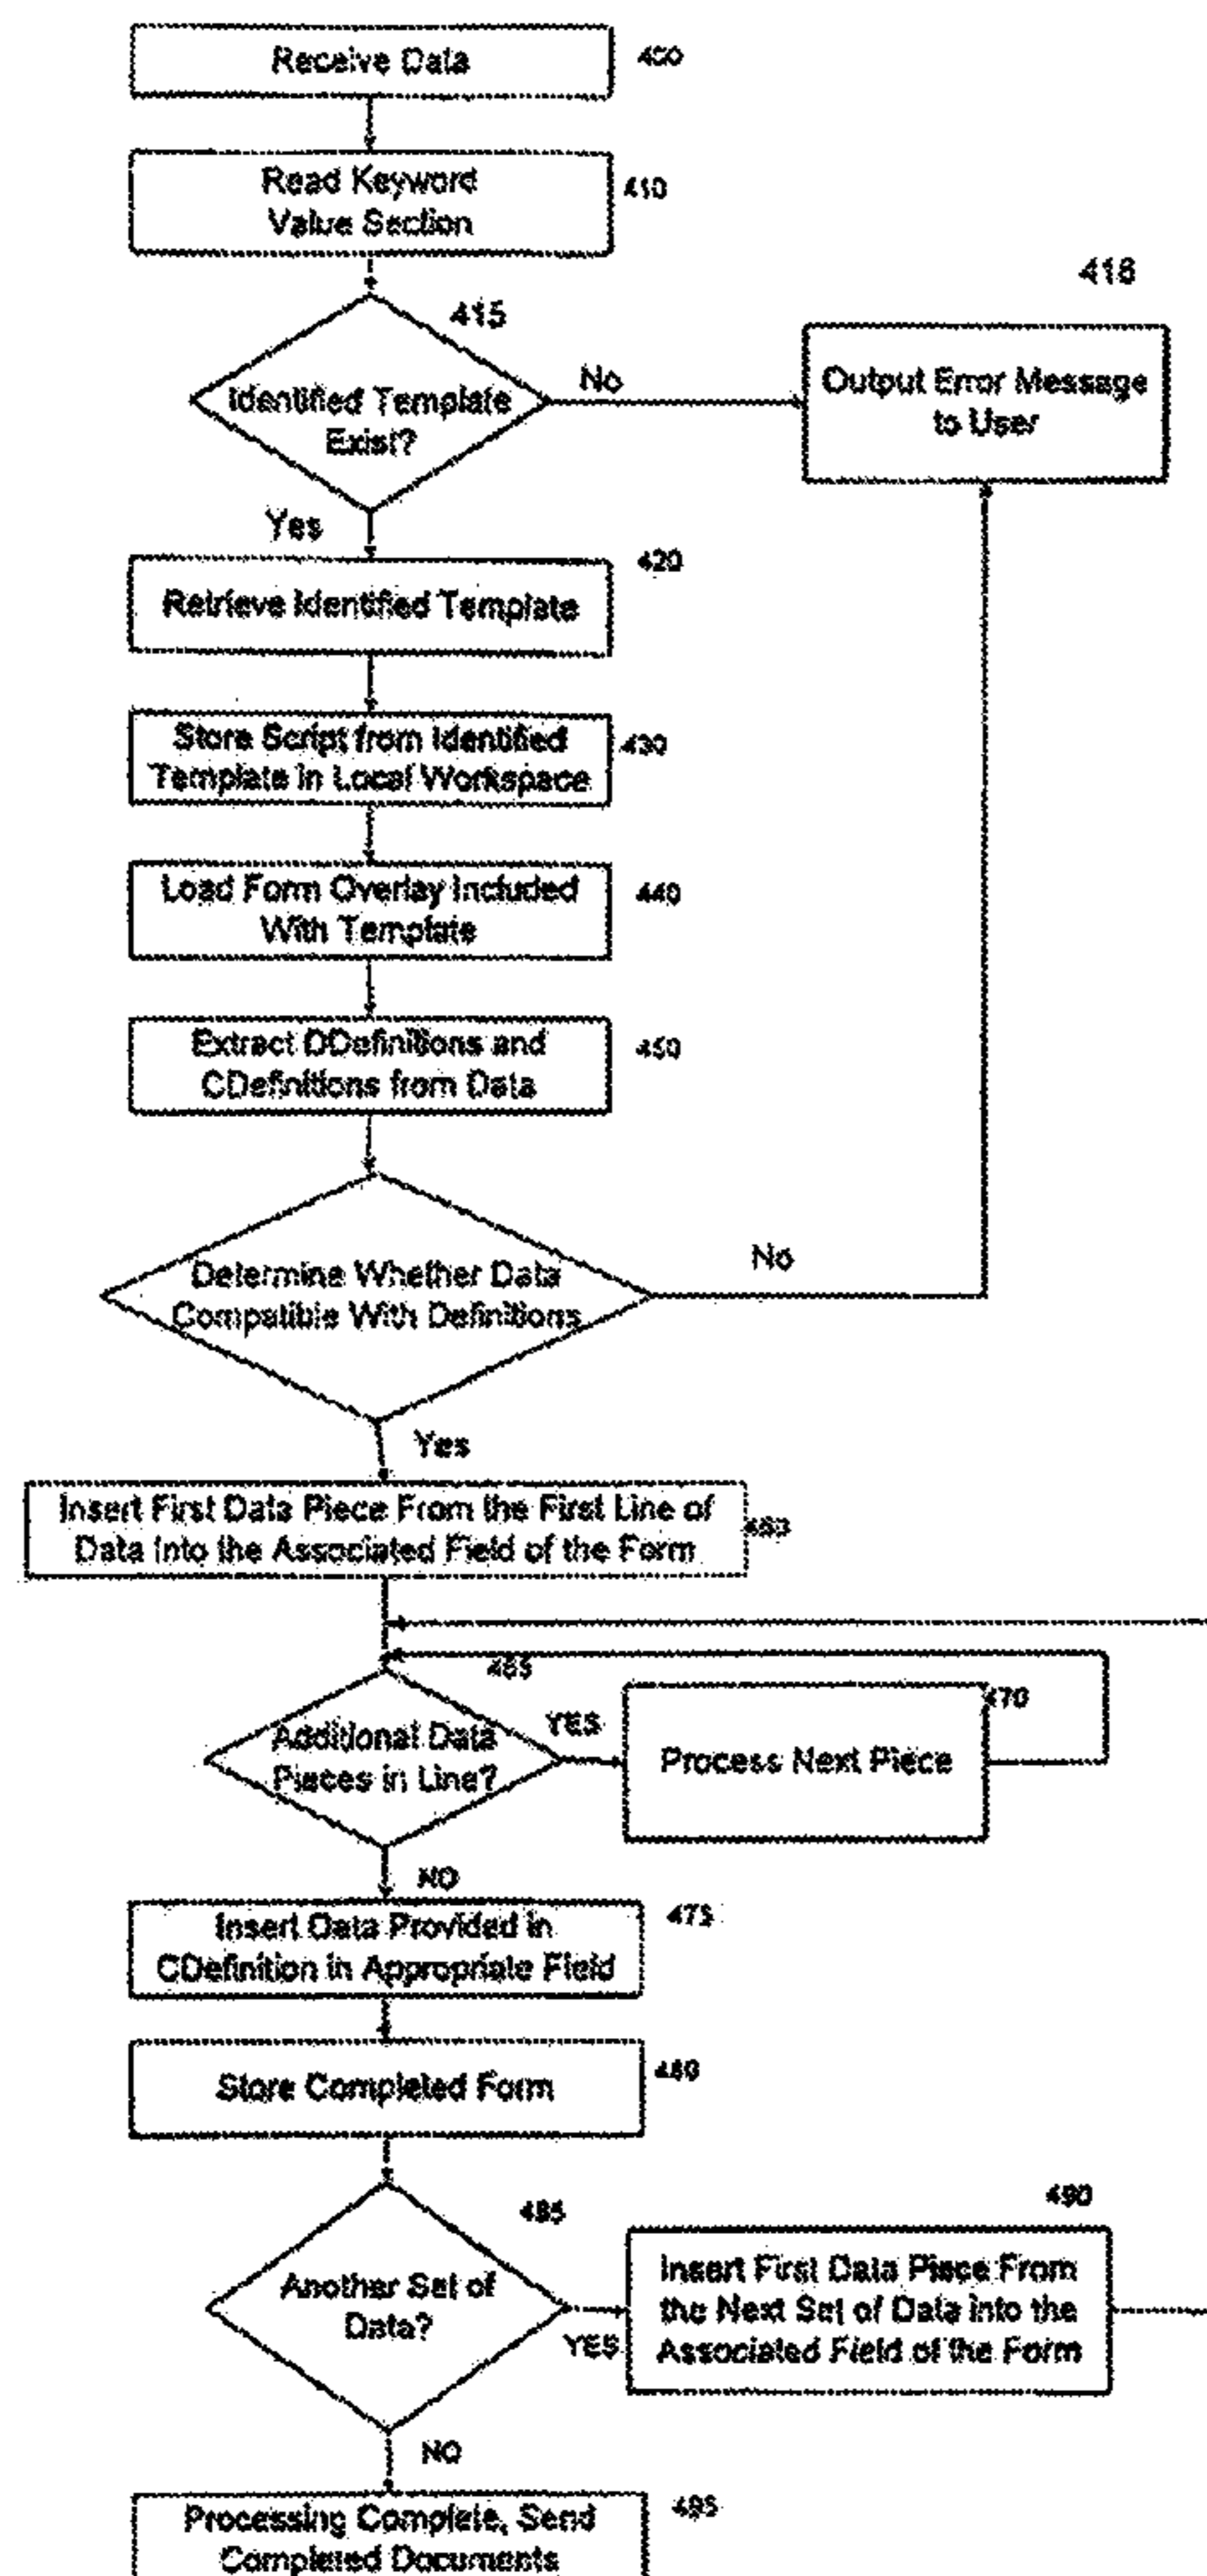 Receive Data
400
Read Keyword
Value Section
410
415
Identified Template
Exist?
No
416
Output Error Message
to User
Yes
420
Retrieve Identified Template
Store Script from Identified
Template in Local Workspace
430
Load Form Overlay Included
With Template
440
Extract DDefinitions and
CDefinitions from Data
450
Determine Whether Data
Compatible With Definitions
No
Yes
Insert First Data Piece From the First Line of
Data into the Associated Field of the Form
460
465
Additional Data
Pieces in Line?
YES
470
Process Next Piece
NO
Insert Data Provided in
CDefinition in Appropriate Field
475
Store Completed Form
480
485
Another Set of
Data?
YES
490
Insert First Data Piece From
the Next Set of Data into the
Associated Field of the Form
NO
Processing Complete, Send
Completed Documents
495